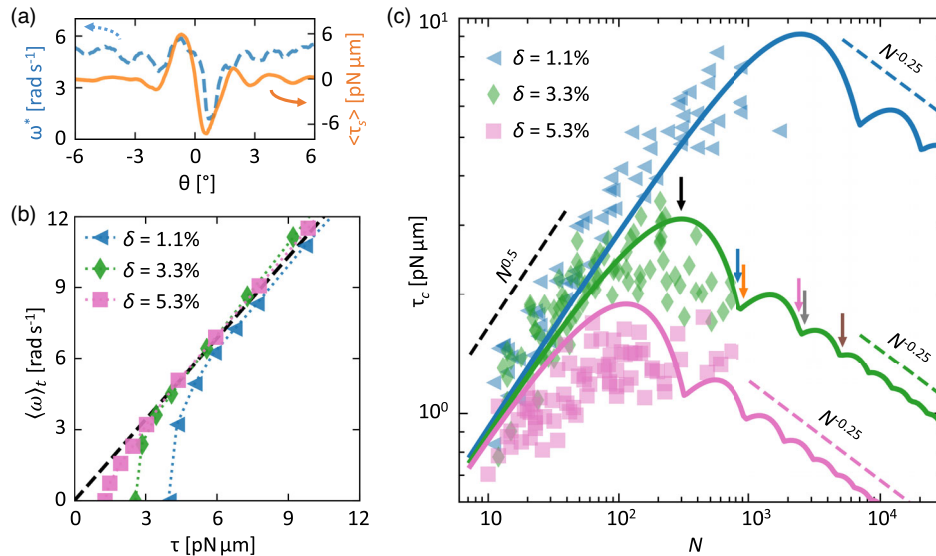 (a)
6
3
0
ω* [rad s⁻¹]
6
0
-6
<τₛ> [pN μm]
-6 -3 0 3 6
θ [°]
(b)
12
9
6
3
0
⟨ω⟩ₜ [rad s⁻¹]
δ = 1.1%
δ = 3.3%
δ = 5.3%
0 3 6 9 12
τ [pN μm]
(c)
10¹
10⁰
τ꜀ [pN μm]
δ = 1.1%
δ = 3.3%
δ = 5.3%
N⁰·⁵
N⁻⁰·²⁵
N⁻⁰·²⁵
N⁻⁰·²⁵
10 10² 10³ 10⁴
N